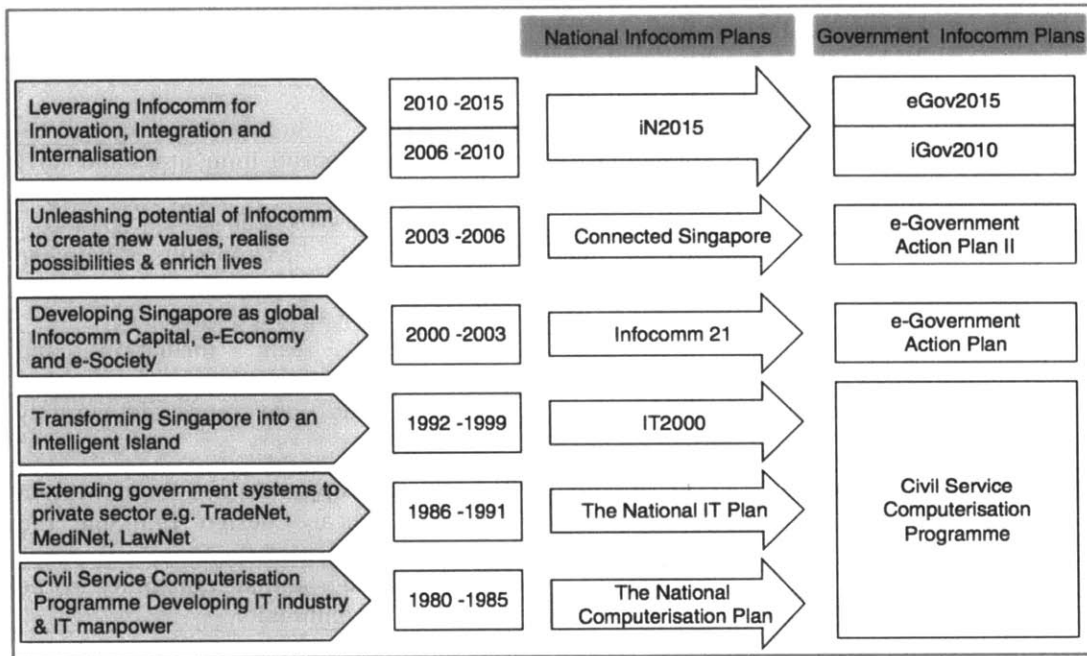 National Infocomm Plans
Government Infocomm Plans
Leveraging Infocomm for
Innovation, Integration and
Internalisation
2010 -2015
2006 -2010
iN2015
eGov2015
iGov2010
Unleashing potential of Infocomm
to create new values, realise
possibilities & enrich lives
2003 -2006
Connected Singapore
e-Government
Action Plan II
Developing Singapore as global
Infocomm Capital, e-Economy
and e-Society
2000 -2003
Infocomm 21
e-Government
Action Plan
Transforming Singapore into an
Intelligent Island
1992 -1999
IT2000
Extending government systems to
private sector e.g. TradeNet,
MediNet, LawNet
1986 -1991
The National IT Plan
Civil Service
Computerisation
Programme
Civil Service Computerisation
Programme Developing IT industry
& IT manpower
1980 -1985
The National
Computerisation Plan